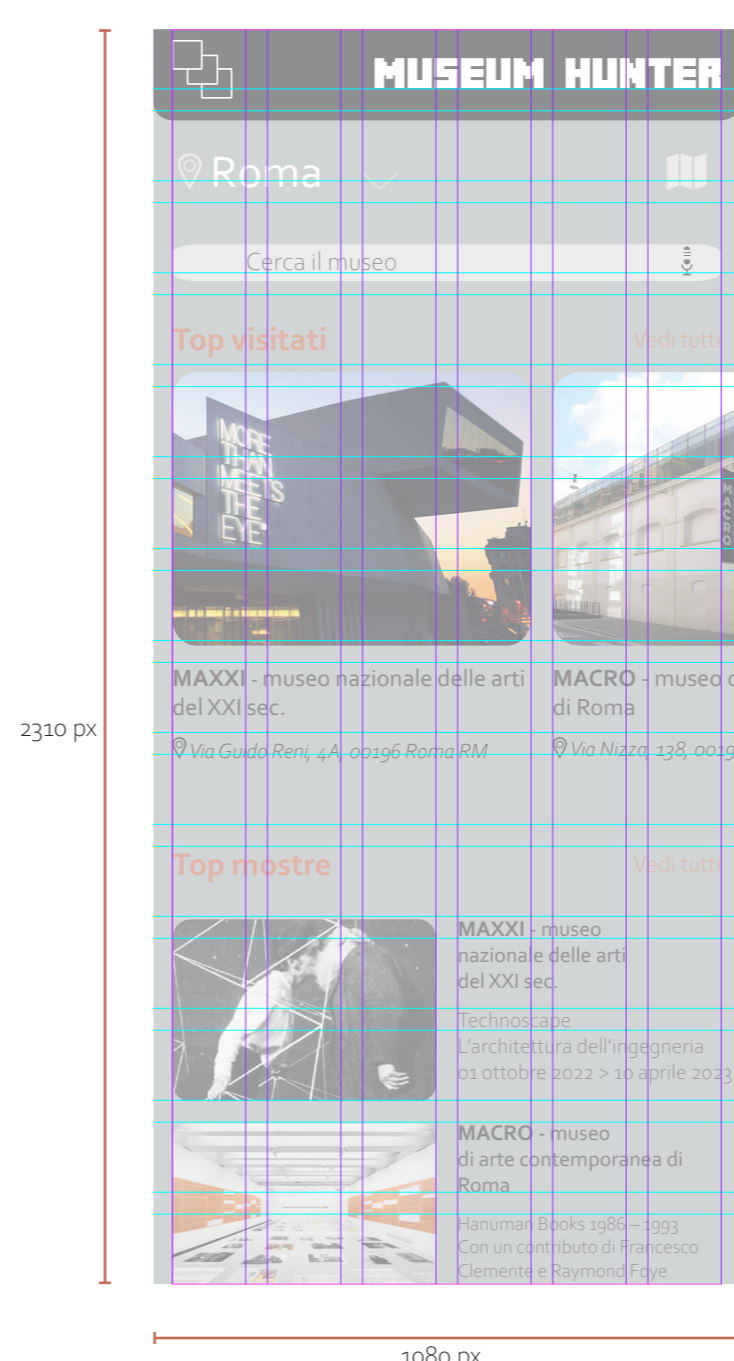 MUSEUM HUNTER
Roma
Cerca il museo
Top visitati
Vedi tutti
MORE
THAN
MEETS
THE
EYE
MACRO
MAXXI - museo nazionale delle arti
del XXI sec.
Via Guido Reni, 4A, 00196 Roma RM
MACRO - museo
di Roma
Via Nizza, 138, 0019
2310 px
Top mostre
Vedi tutti
MAXXI - museo
nazionale delle arti
del XXI sec.
Technoscape
L'architettura dell'ingegneria
01 ottobre 2022 > 10 aprile 2023
MACRO - museo
di arte contemporanea di
Roma
Hanuman Books 1986 – 1993
Con un contributo di Francesco
Clemente e Raymond Foye
1080 px